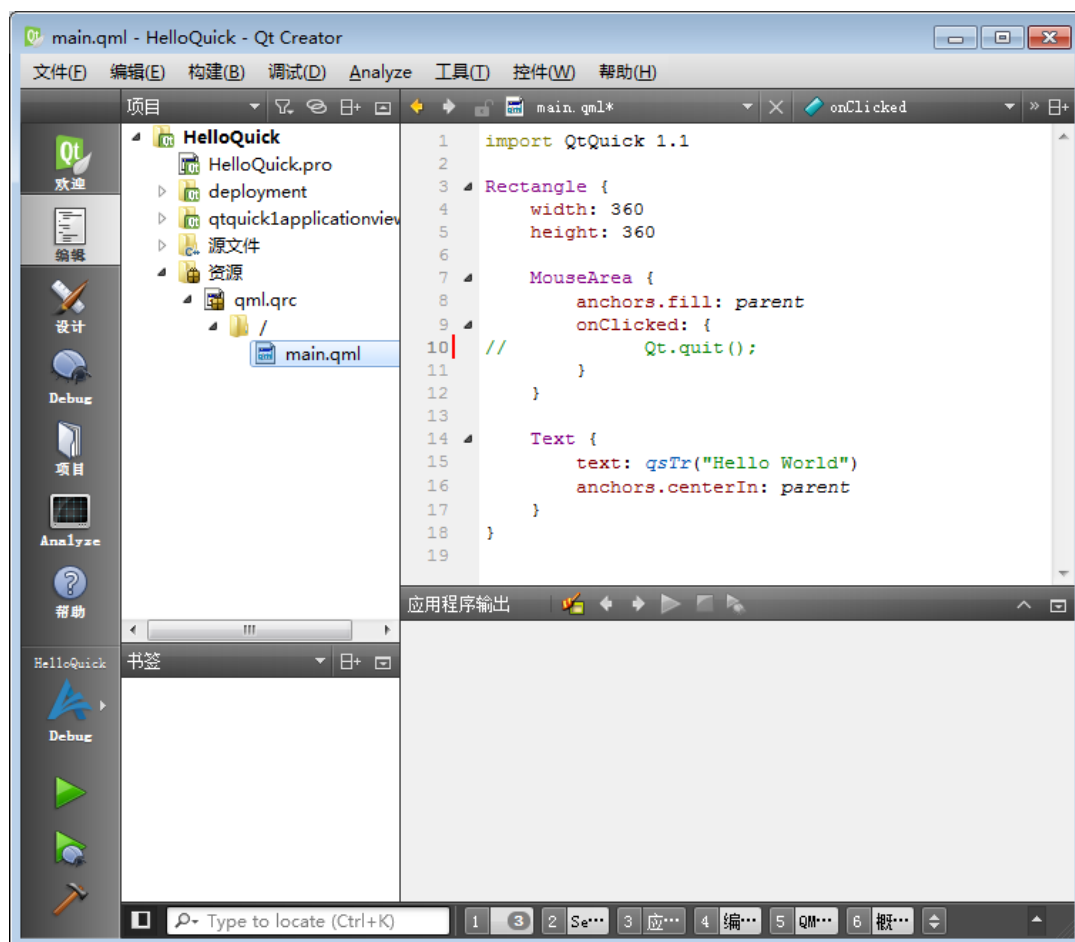 main.qml - HelloQuick - Qt Creator
文件(F) 编辑(E) 构建(B) 调试(D) Analyze 工具(T) 控件(W) 帮助(H)
项目
main.qml*
onClicked
欢迎
编辑
设计
Debug
项目
Analyze
帮助
HelloQuick
Debug
HelloQuick
HelloQuick.pro
deployment
qtquick1applicationview
源文件
资源
qml.qrc
/
main.qml
1 import QtQuick 1.1
2
3 Rectangle {
4 width: 360
5 height: 360
6
7 MouseArea {
8 anchors.fill: parent
9 onClicked: {
10 // Qt.quit();
11 }
12 }
13
14 Text {
15 text: qsTr("Hello World")
16 anchors.centerIn: parent
17 }
18 }
19
应用程序输出
书签
Type to locate (Ctrl+K)
1 3 2 Se… 3 应… 4 编… 5 QM… 6 概…